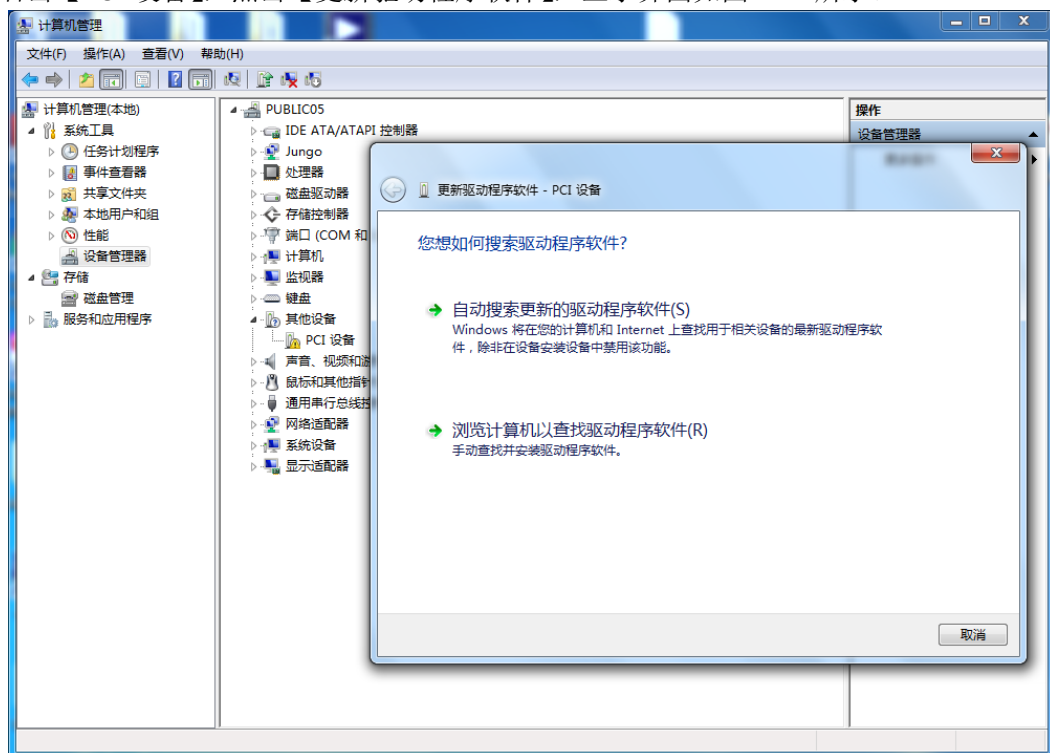 计算机管理
文件(F) 操作(A) 查看(V) 帮助(H)
计算机管理(本地)
系统工具
任务计划程序
事件查看器
共享文件夹
本地用户和组
性能
设备管理器
存储
磁盘管理
服务和应用程序
PUBLIC05
IDE ATA/ATAPI 控制器
Jungo
处理器
磁盘驱动器
存储控制器
端口 (COM 和
计算机
监视器
键盘
其他设备
PCI 设备
声音、视频和游
鼠标和其他指针
通用串行总线控
网络适配器
系统设备
显示适配器
操作
设备管理器
更新驱动程序软件 - PCI 设备
您想如何搜索驱动程序软件?
自动搜索更新的驱动程序软件(S)
Windows 将在您的计算机和 Internet 上查找用于相关设备的最新驱动程序软
件，除非在设备安装设备中禁用该功能。
浏览计算机以查找驱动程序软件(R)
手动查找并安装驱动程序软件。
取消